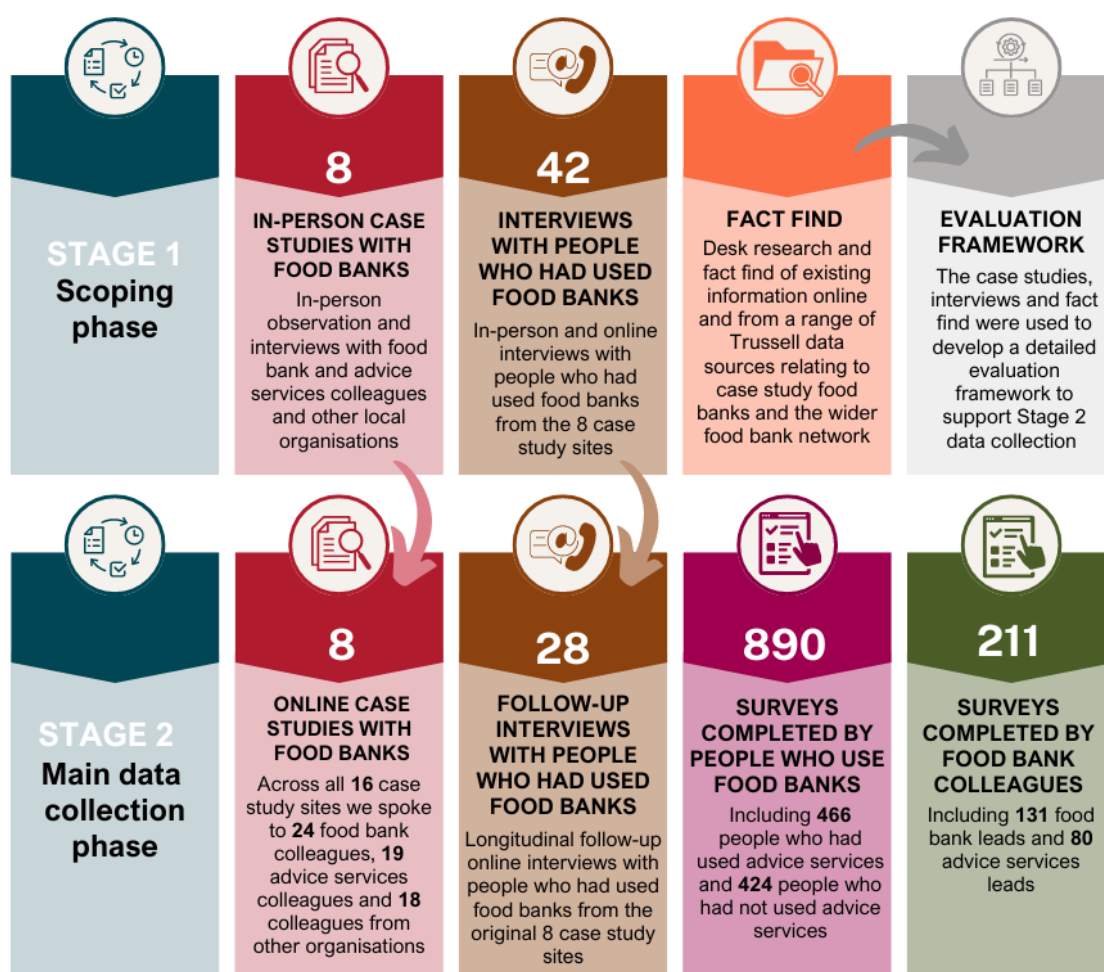 STAGE 1
Scoping
phase
8
IN-PERSON CASE
STUDIES WITH
FOOD BANKS
In-person
observation and
interviews with food
bank and advice
services colleagues
and other local
organisations
42
INTERVIEWS
WITH PEOPLE
WHO HAD USED
FOOD BANKS
In-person and online
interviews with
people who had
used food banks
from the 8 case
study sites
FACT FIND
Desk research and
fact find of existing
information online
and from a range of
Trussell data
sources relating to
case study food
banks and the wider
food bank network
EVALUATION
FRAMEWORK
The case studies,
interviews and fact
find were used to
develop a detailed
evaluation
framework to
support Stage 2
data collection
STAGE 2
Main data
collection
phase
8
ONLINE CASE
STUDIES WITH
FOOD BANKS
Across all 16 case
study sites we spoke
to 24 food bank
colleagues, 19
advice services
colleagues and 18
colleagues from
other organisations
28
FOLLOW-UP
INTERVIEWS
WITH PEOPLE
WHO HAD USED
FOOD BANKS
Longitudinal follow-up
online interviews with
people who had used
food banks from the
original 8 case study
sites
890
SURVEYS
COMPLETED BY
PEOPLE WHO USE
FOOD BANKS
Including 466
people who had
used advice services
and 424 people who
had not used advice
services
211
SURVEYS
COMPLETED BY
FOOD BANK
COLLEAGUES
Including 131 food
bank leads and 80
advice services
leads